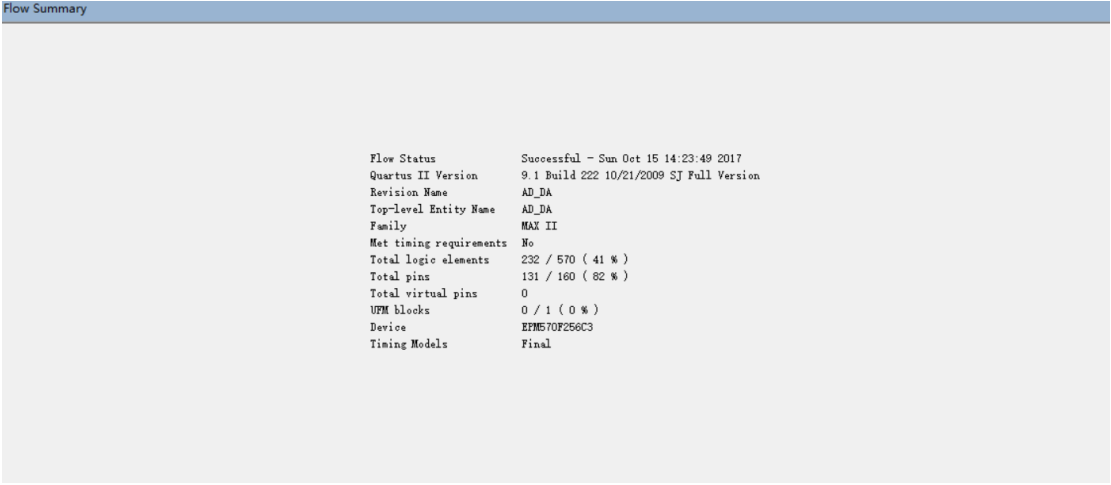 Flow Summary
Flow Status Successful - Sun Oct 15 14:23:49 2017
Quartus II Version 9.1 Build 222 10/21/2009 SJ Full Version
Revision Name AD_DA
Top-level Entity Name AD_DA
Family MAX II
Met timing requirements No
Total logic elements 232 / 570 ( 41 % )
Total pins 131 / 160 ( 82 % )
Total virtual pins 0
UFM blocks 0 / 1 ( 0 % )
Device EPM570F256C3
Timing Models Final